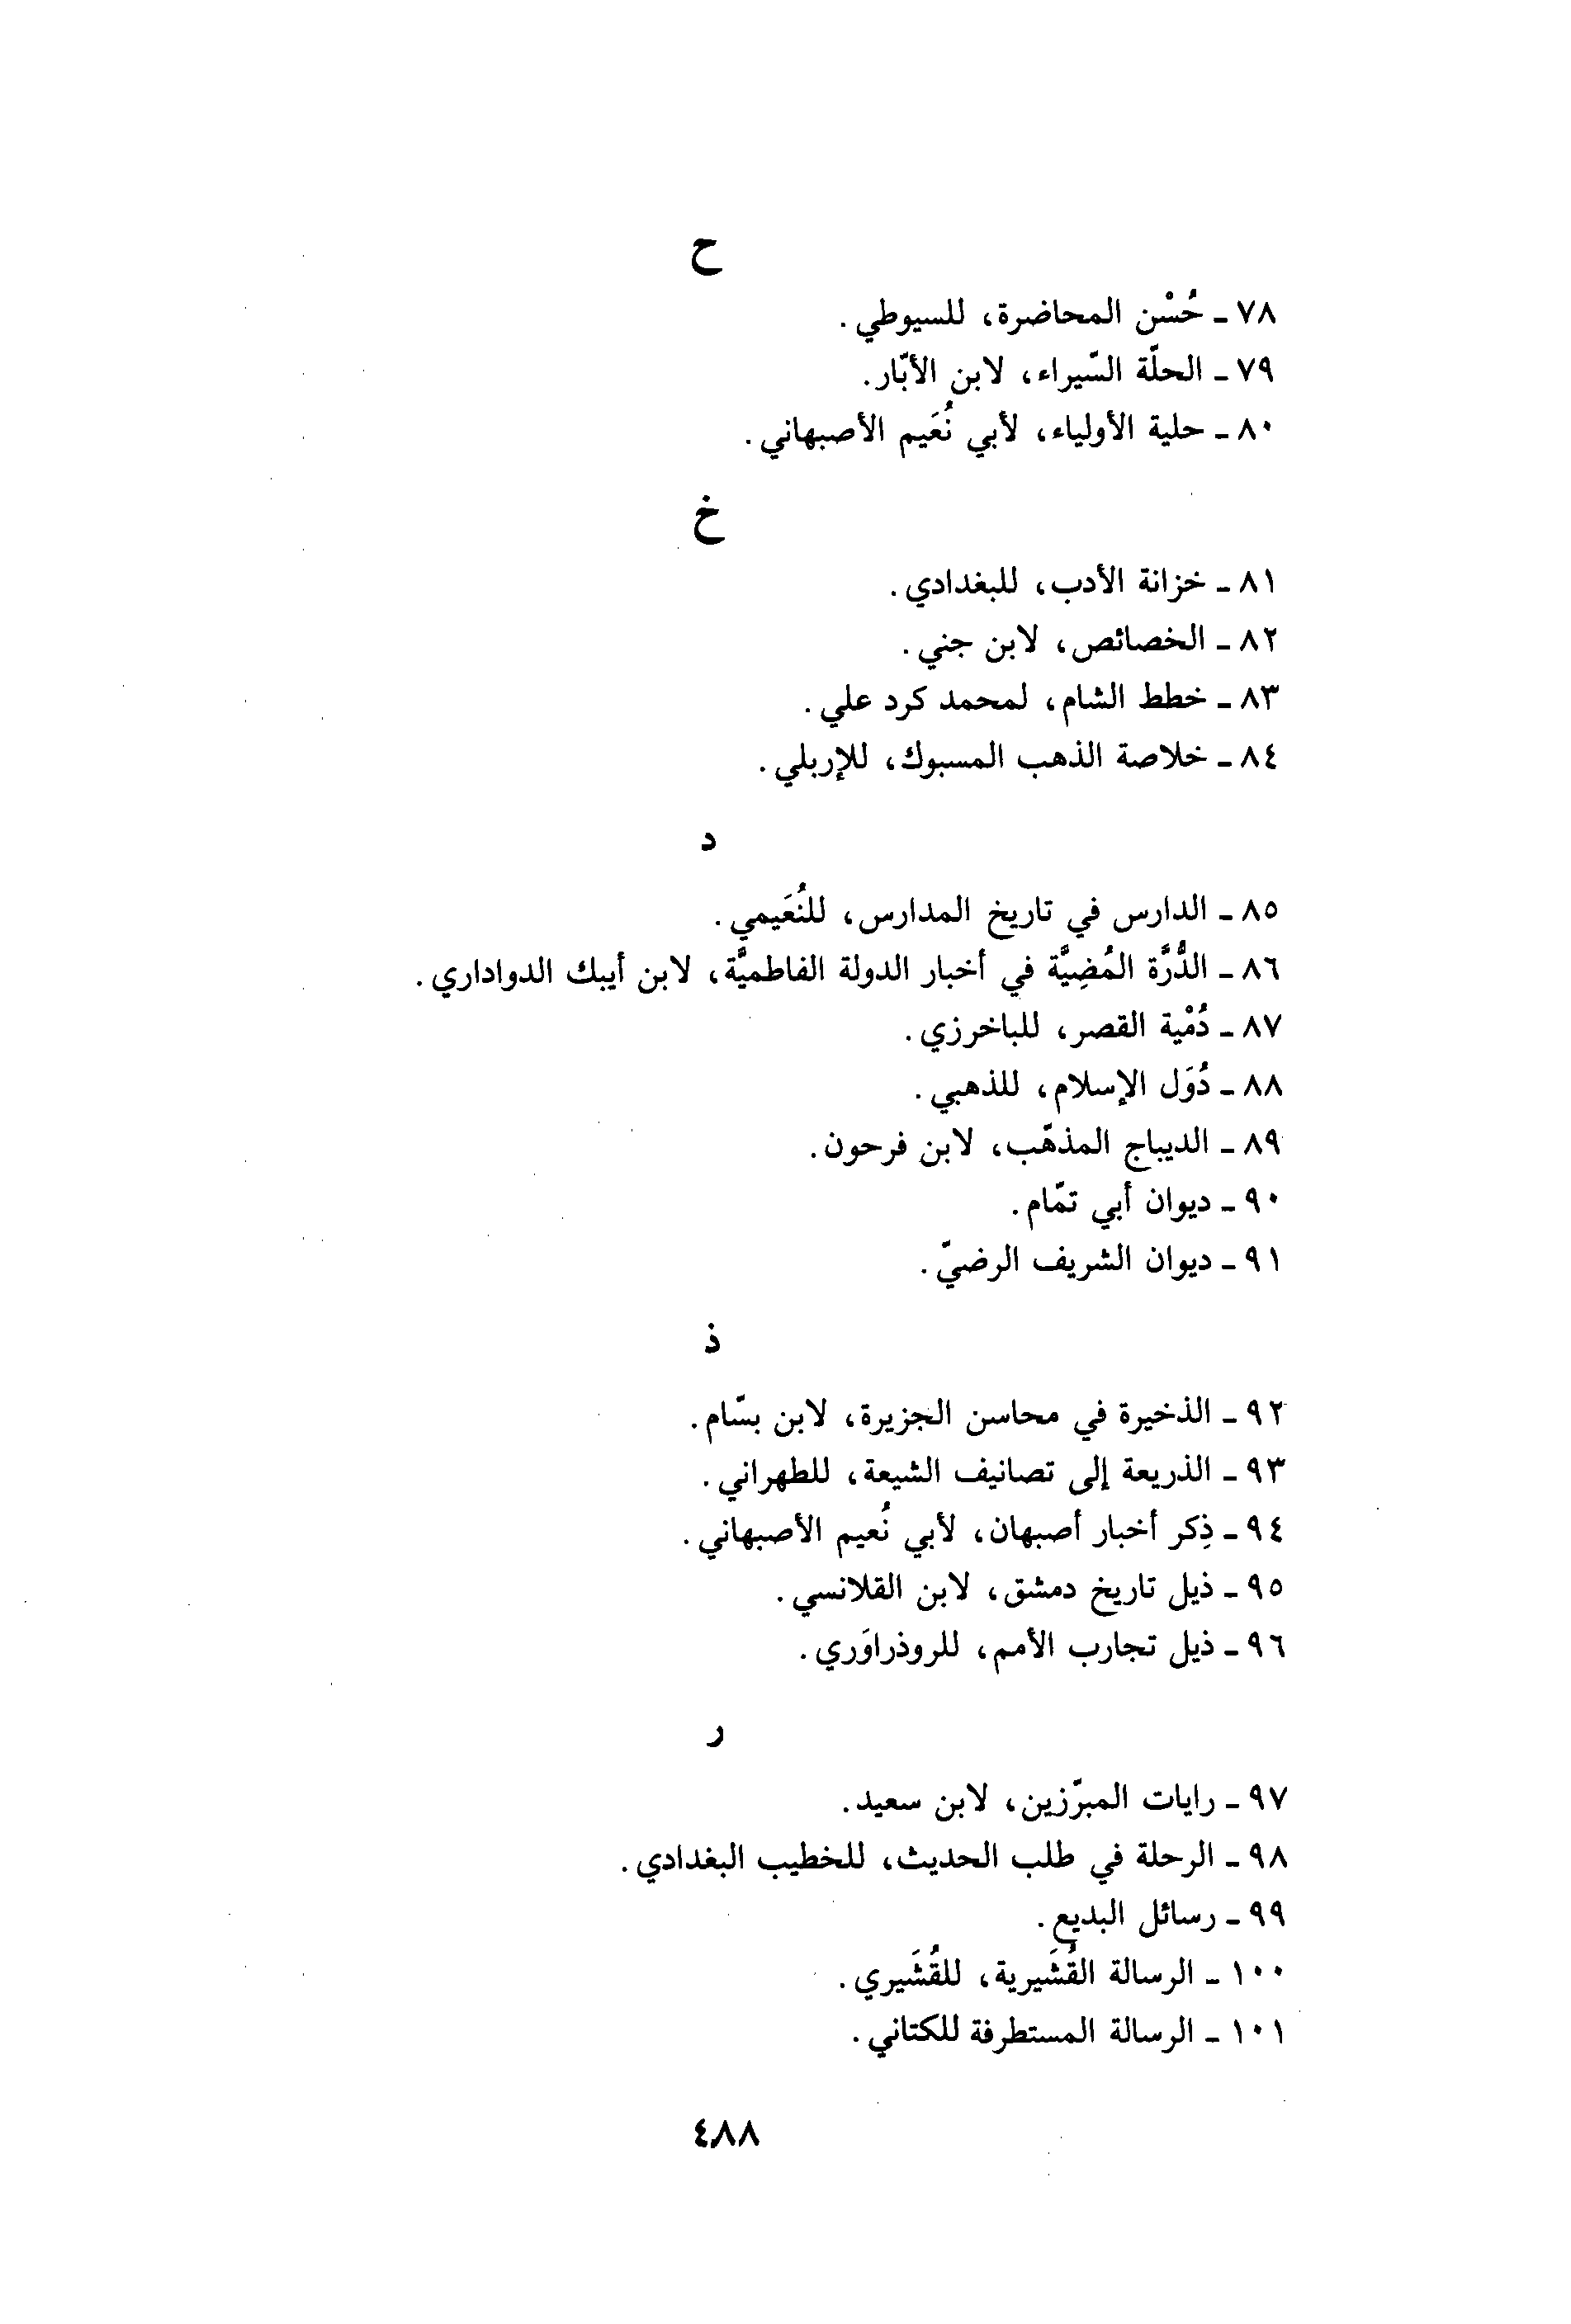 ح
٧٨ - حُسْن المحاضرة، للسيوطي.
٧٩ - الحلّة السّيراء، لابن الأبّار.
٨٠ - حلية الأولياء، لأبي نُعَيم الأصبهاني.
خ
٨١ - خزانة الأدب، للبغدادي.
٨٢ - الخصائص، لابن جني.
٨٣ - خطط الشام، لمحمد كرد علي.
٨٤ - خلاصة الذهب المسبوك، للإربلي.
د
٨٥ - الدارس في تاريخ المدارس، للنُعَيمي.
٨٦ - الدُّرَّة المُضِيَّة في أخبار الدولة الفاطميَّة، لابن أيبك الدواداري.
٨٧ - دُمْية القصر، للباخرزي.
٨٨ - دُوَل الإسلام، للذهبي.
٨٩ - الديباج المذهّب، لابن فرحون.
٩٠ - ديوان أبي تمّام.
٩١ - ديوان الشريف الرضيّ.
ذ
٩٢ - الذخيرة في محاسن الجزيرة، لابن بسّام.
٩٣ - الذريعة إلى تصانيف الشيعة، للطهراني.
٩٤ - ذِكر أخبار أصبهان، لأبي نُعيم الأصبهاني.
٩٥ - ذيل تاريخ دمشق، لابن القلانسي.
٩٦ - ذيل تجارب الأمم، للروذراوَري.
ر
٩٧ - رايات المبرّزين، لابن سعيد.
٩٨ - الرحلة في طلب الحديث، للخطيب البغدادي.
٩٩ - رسائل البديع.
١٠٠ - الرسالة القُشَيرية، للقُشَيري.
١٠١ - الرسالة المستطرفة للكتاني.
٤٨٨